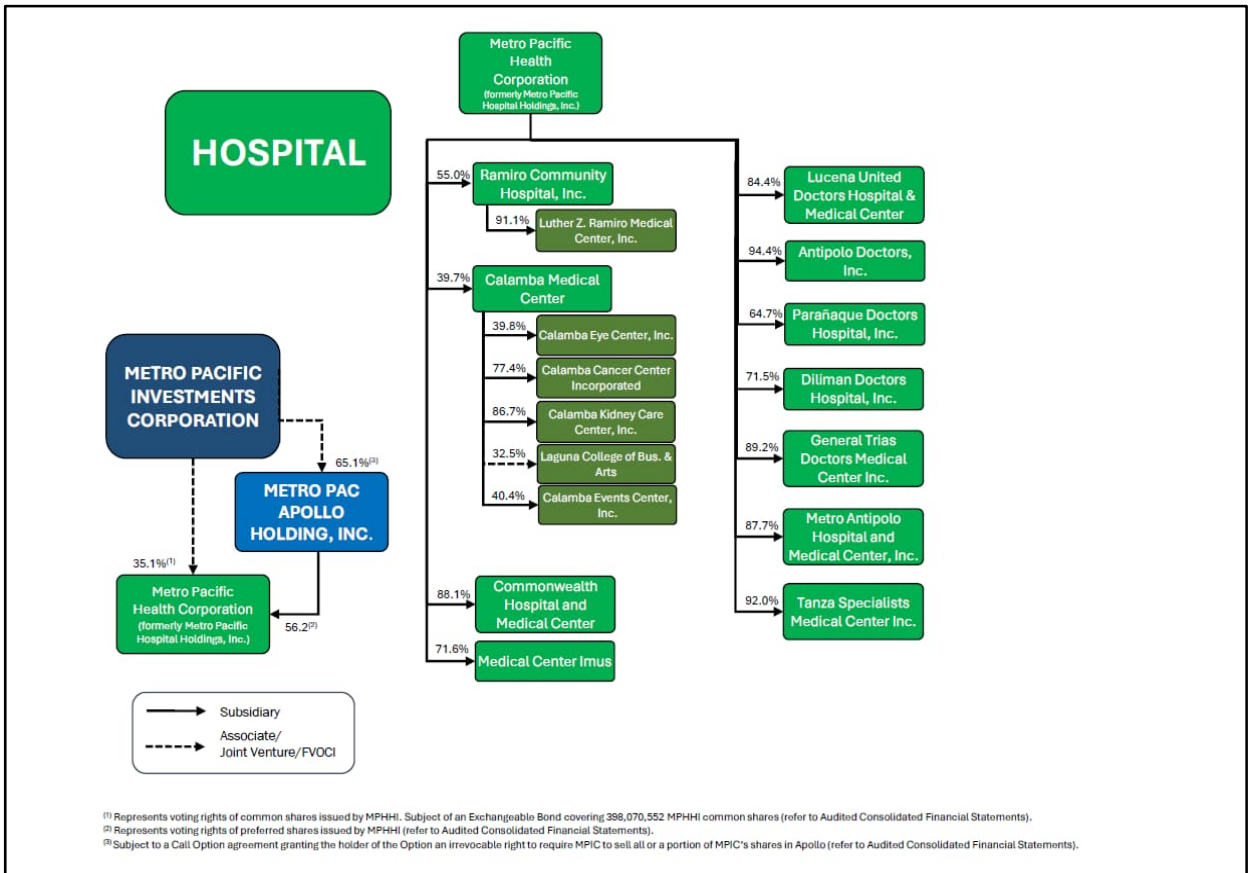 HOSPITAL
Metro Pacific
Health
Corporation
(formerly Metro Pacific
Hospital Holdings, Inc.)
55.0%
Ramiro Community
Hospital, Inc.
91.1%
Luther Z. Ramiro Medical
Center, Inc.
39.7%
Calamba Medical
Center
39.8%
Calamba Eye Center, Inc.
77.4%
Calamba Cancer Center
Incorporated
86.7%
Calamba Kidney Care
Center, Inc.
32.5%
Laguna College of Bus. &
Arts
40.4%
Calamba Events Center,
Inc.
88.1%
Commonwealth
Hospital and
Medical Center
71.6%
Medical Center Imus
84.4%
Lucena United
Doctors Hospital &
Medical Center
94.4%
Antipolo Doctors,
Inc.
64.7%
Parañaque Doctors
Hospital, Inc.
71.5%
Diliman Doctors
Hospital, Inc.
89.2%
General Trias
Doctors Medical
Center Inc.
87.7%
Metro Antipolo
Hospital and
Medical Center, Inc.
92.0%
Tanza Specialists
Medical Center Inc.
METRO PACIFIC
INVESTMENTS
CORPORATION
65.1%(3)
METRO PAC
APOLLO
HOLDING, INC.
35.1%(1)
Metro Pacific
Health Corporation
(formerly Metro Pacific
Hospital Holdings, Inc.)
56.2(2)
Subsidiary
Associate/
Joint Venture/FVOCI
(1) Represents voting rights of common shares issued by MPHHI. Subject of an Exchangeable Bond covering 398,070,552 MPHHI common shares (refer to Audited Consolidated Financial Statements).
(2) Represents voting rights of preferred shares issued by MPHHI (refer to Audited Consolidated Financial Statements).
(3) Subject to a Call Option agreement granting the holder of the Option an irrevocable right to require MPIC to sell all or a portion of MPIC's shares in Apollo (refer to Audited Consolidated Financial Statements).